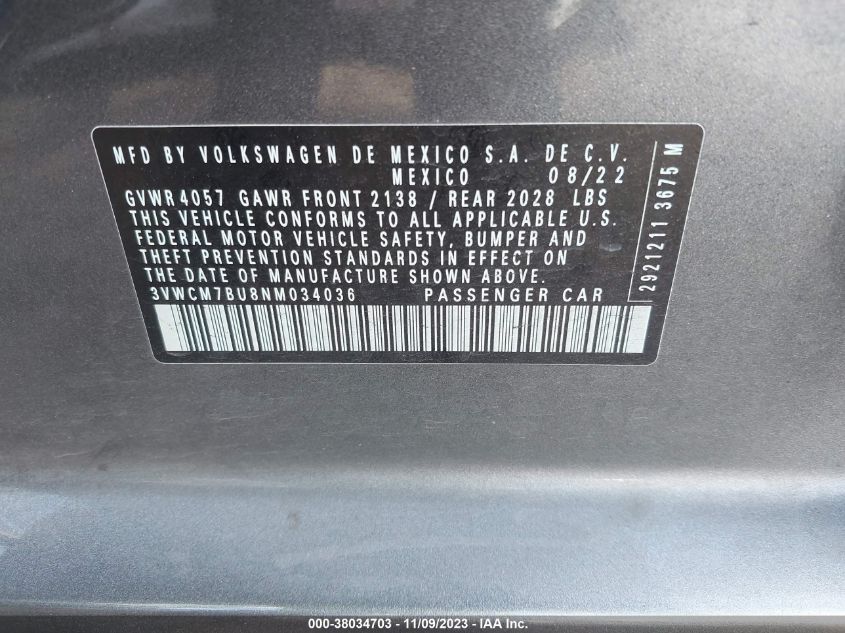 MFD BY VOLKSWAGEN DE MEXICO S.A. DE C.V.
MEXICO 08/22
GVWR 4057 GAWR FRONT 2138 / REAR 2028 LBS
THIS VEHICLE CONFORMS TO ALL APPLICABLE U.S.
FEDERAL MOTOR VEHICLE SAFETY, BUMPER AND
THEFT PREVENTION STANDARDS IN EFFECT ON
THE DATE OF MANUFACTURE SHOWN ABOVE.
3VWCM7BU8NM034036 PASSENGER CAR
2921211 3675 M
000-38034703 - 11/09/2023 - IAA Inc.